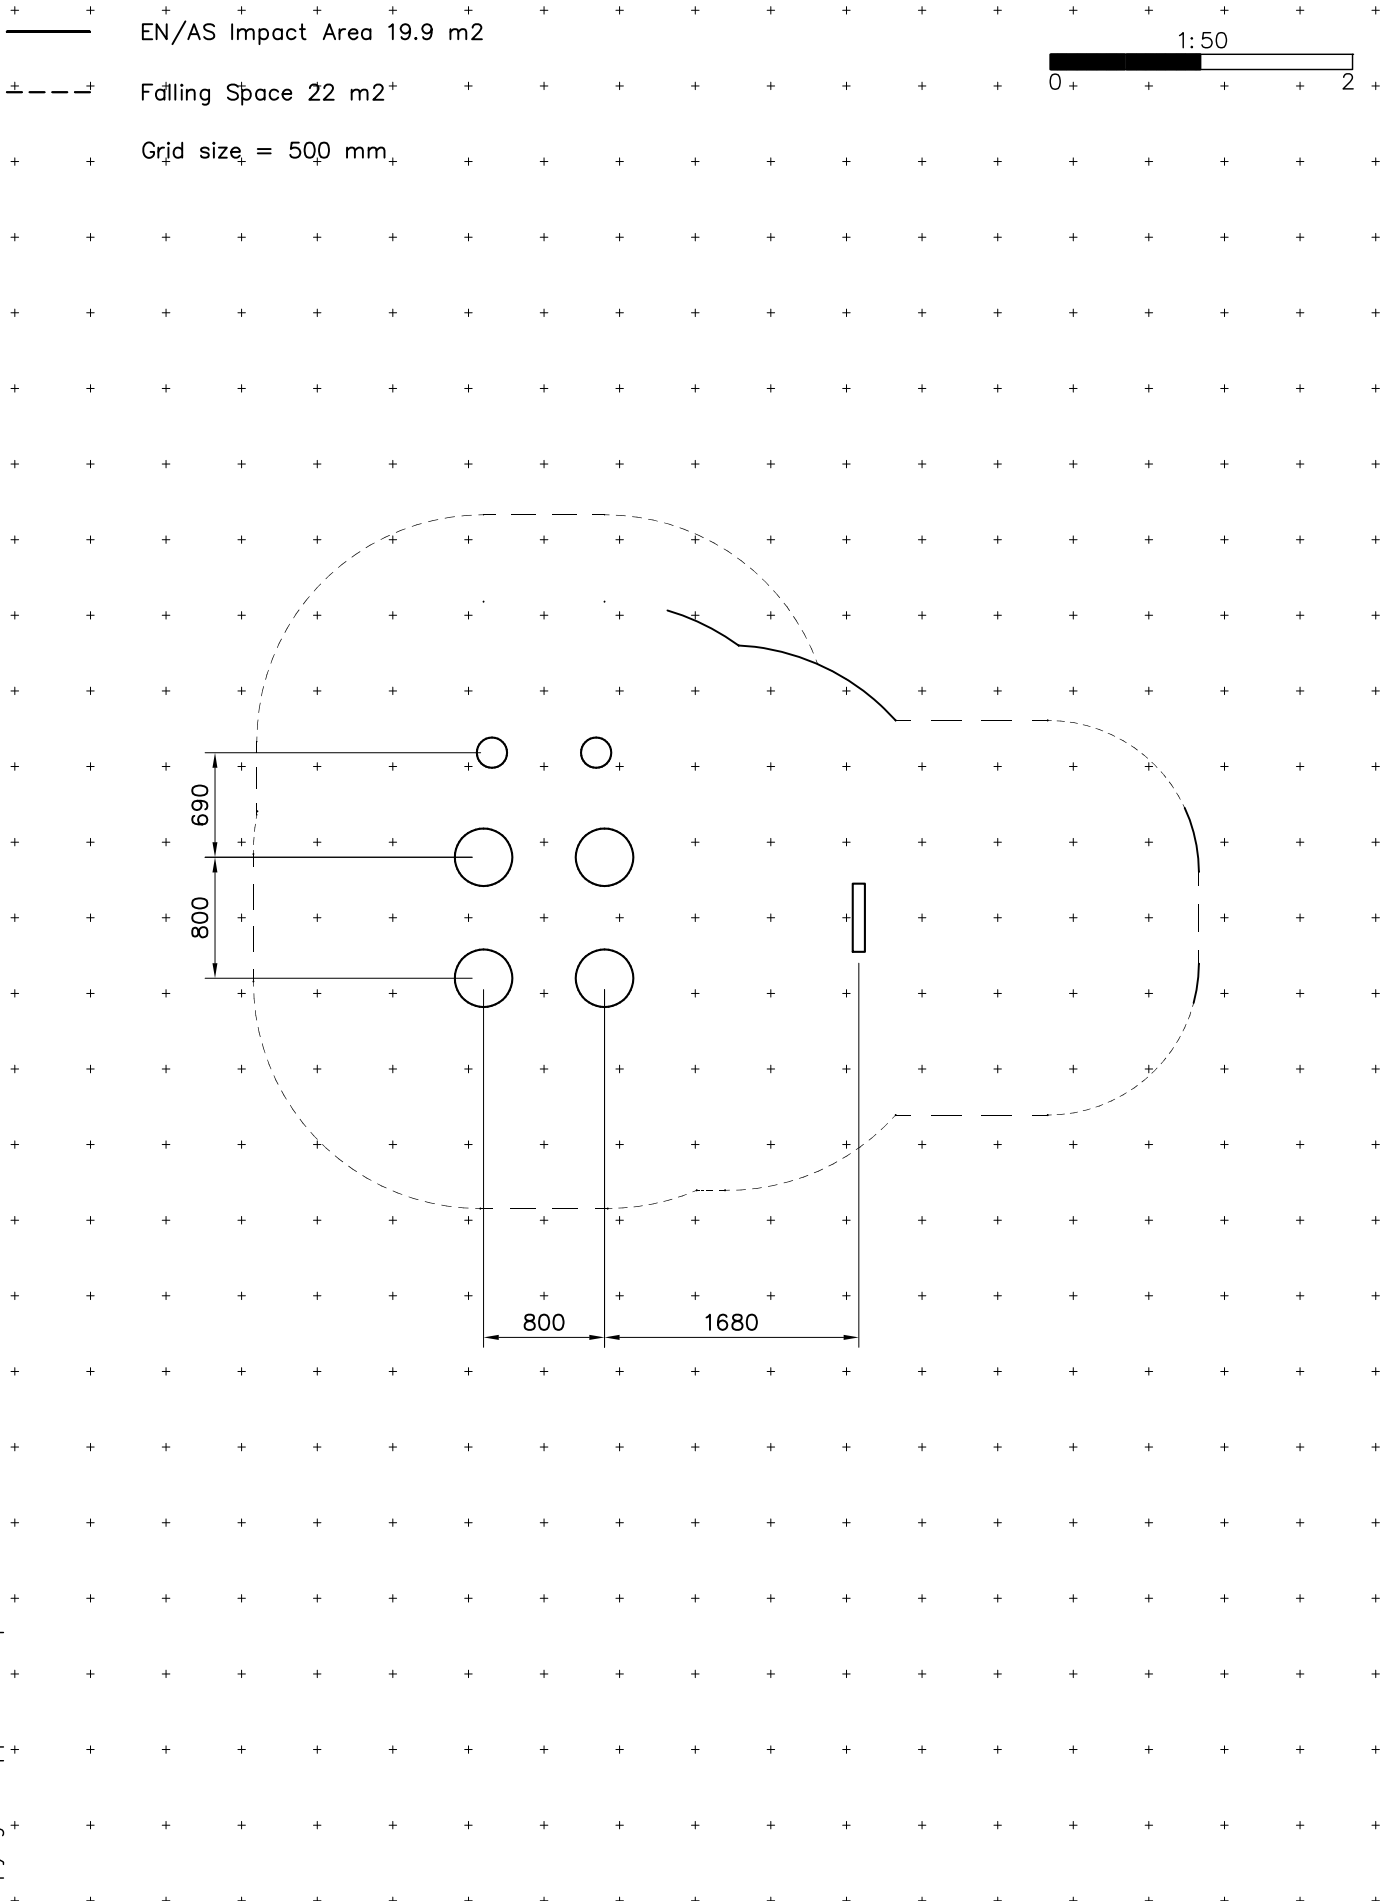 EN/AS Impact Area 19.9 m2
1:50
0 2
Falling Space 22 m2
Grid size = 500 mm
690
800
800 1680